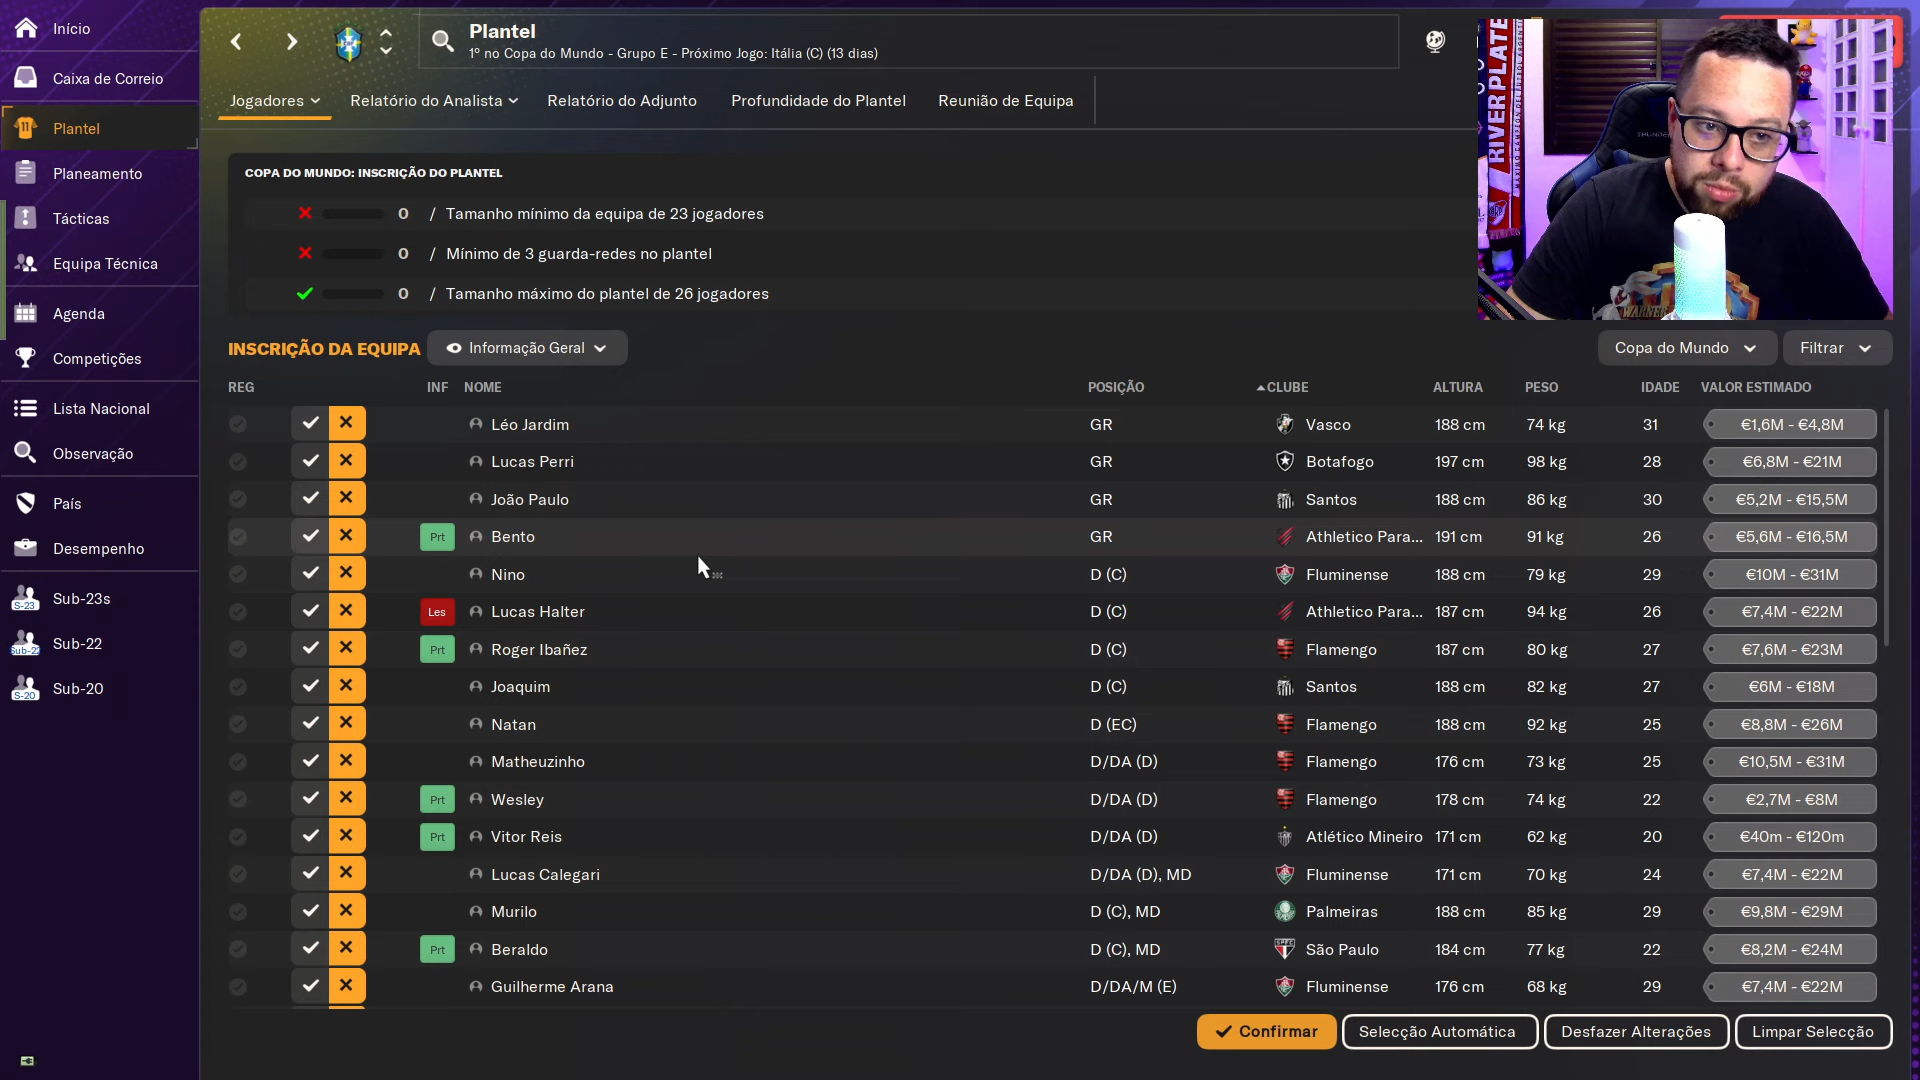 Início
Caixa de Correio
Plantel
Planeamento
Tácticas
Equipa Técnica
Agenda
Competições
Lista Nacional
Observação
País
Desempenho
S-23 Sub-23s
Sub-22 Sub-22
S-20 Sub-20
Plantel
1º no Copa do Mundo - Grupo E - Próximo Jogo: Itália (C) (13 dias)
Jogadores Relatório do Analista Relatório do Adjunto Profundidade do Plantel Reunião de Equipa
COPA DO MUNDO: INSCRIÇÃO DO PLANTEL
0 / Tamanho mínimo da equipa de 23 jogadores
0 / Mínimo de 3 guarda-redes no plantel
0 / Tamanho máximo do plantel de 26 jogadores
RIVER PLATE
WARNER
INSCRIÇÃO DA EQUIPA Informação Geral Copa do Mundo Filtrar
REG INF NOME POSIÇÃO CLUBE ALTURA PESO IDADE VALOR ESTIMADO
Léo Jardim GR Vasco 188 cm 74 kg 31 €1,6M - €4,8M
Lucas Perri GR Botafogo 197 cm 98 kg 28 €6,8M - €21M
João Paulo GR Santos 188 cm 86 kg 30 €5,2M - €15,5M
Prt Bento GR Athletico Para... 191 cm 91 kg 26 €5,6M - €16,5M
Nino D (C) Fluminense 188 cm 79 kg 29 €10M - €31M
Les Lucas Halter D (C) Athletico Para... 187 cm 94 kg 26 €7,4M - €22M
Prt Roger Ibañez D (C) Flamengo 187 cm 80 kg 27 €7,6M - €23M
Joaquim D (C) Santos 188 cm 82 kg 27 €6M - €18M
Natan D (EC) Flamengo 188 cm 92 kg 25 €8,8M - €26M
Matheuzinho D/DA (D) Flamengo 176 cm 73 kg 25 €10,5M - €31M
Prt Wesley D/DA (D) Flamengo 178 cm 74 kg 22 €2,7M - €8M
Prt Vitor Reis D/DA (D) Atlético Mineiro 171 cm 62 kg 20 €40m - €120m
Lucas Calegari D/DA (D), MD Fluminense 171 cm 70 kg 24 €7,4M - €22M
Murilo D (C), MD Palmeiras 188 cm 85 kg 29 €9,8M - €29M
Prt Beraldo D (C), MD São Paulo 184 cm 77 kg 22 €8,2M - €24M
Guilherme Arana D/DA/M (E) Fluminense 176 cm 68 kg 29 €7,4M - €22M
Confirmar Selecção Automática Desfazer Alterações Limpar Selecção